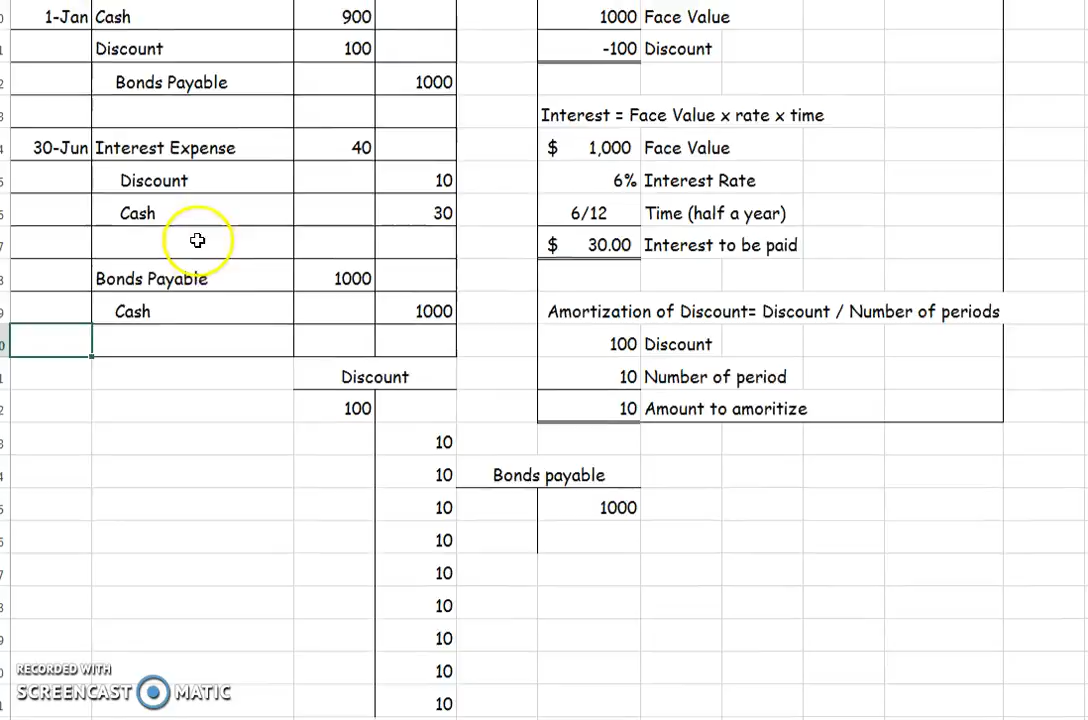 1-Jan Cash 900 1000 Face Value
Discount 100 -100 Discount
Bonds Payable 1000
Interest = Face Value x rate x time
30-Jun Interest Expense 40 $ 1,000 Face Value
Discount 10 6% Interest Rate
Cash 30 6/12 Time (half a year)
$ 30.00 Interest to be paid
Bonds Payable 1000
Cash 1000 Amortization of Discount= Discount / Number of periods
100 Discount
Discount 10 Number of period
100 10 Amount to amoritize
10
10 Bonds payable
10 1000
10
10
10
10
10
10
RECORDED WITH
SCREENCAST MATIC